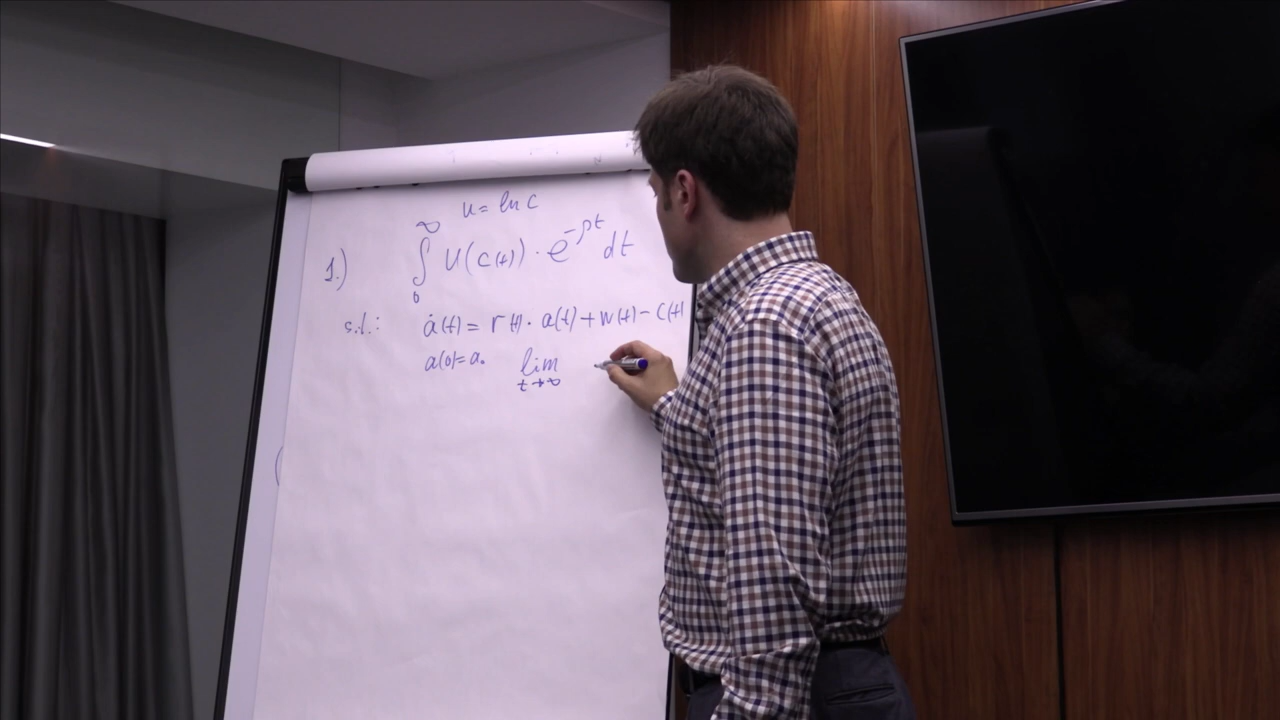 u = ln c
1.) ∫₀^∞ U(c(t)) · e^{-ρt} dt
s.t.: ȧ(t) = r(t) · a(t) + w(t) - c(t)
a(0) = a₀ lim t→∞